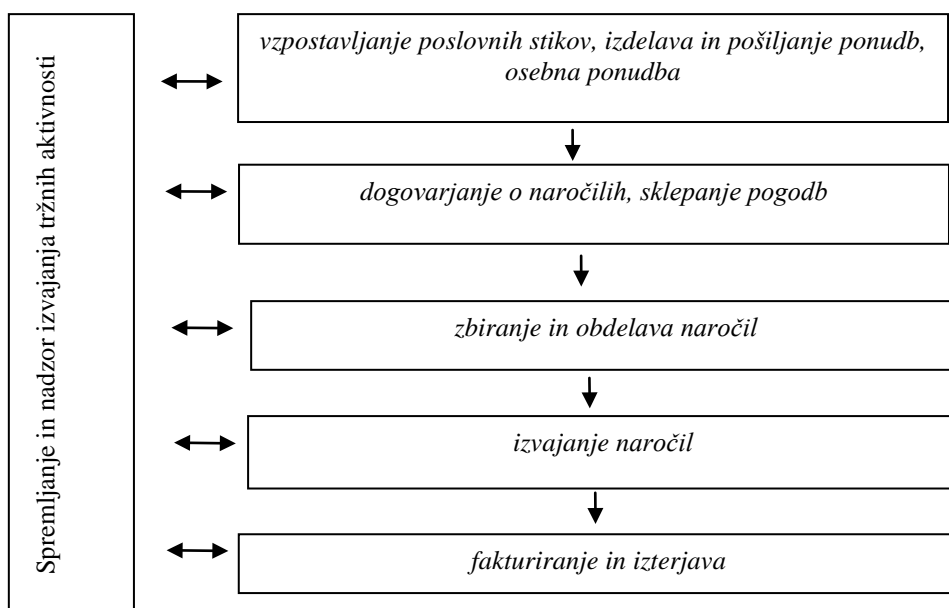 Spremljanje in nadzor izvajanja tržnih aktivnosti
vzpostavljanje poslovnih stikov, izdelava in pošiljanje ponudb,
osebna ponudba
dogovarjanje o naročilih, sklepanje pogodb
zbiranje in obdelava naročil
izvajanje naročil
fakturiranje in izterjava